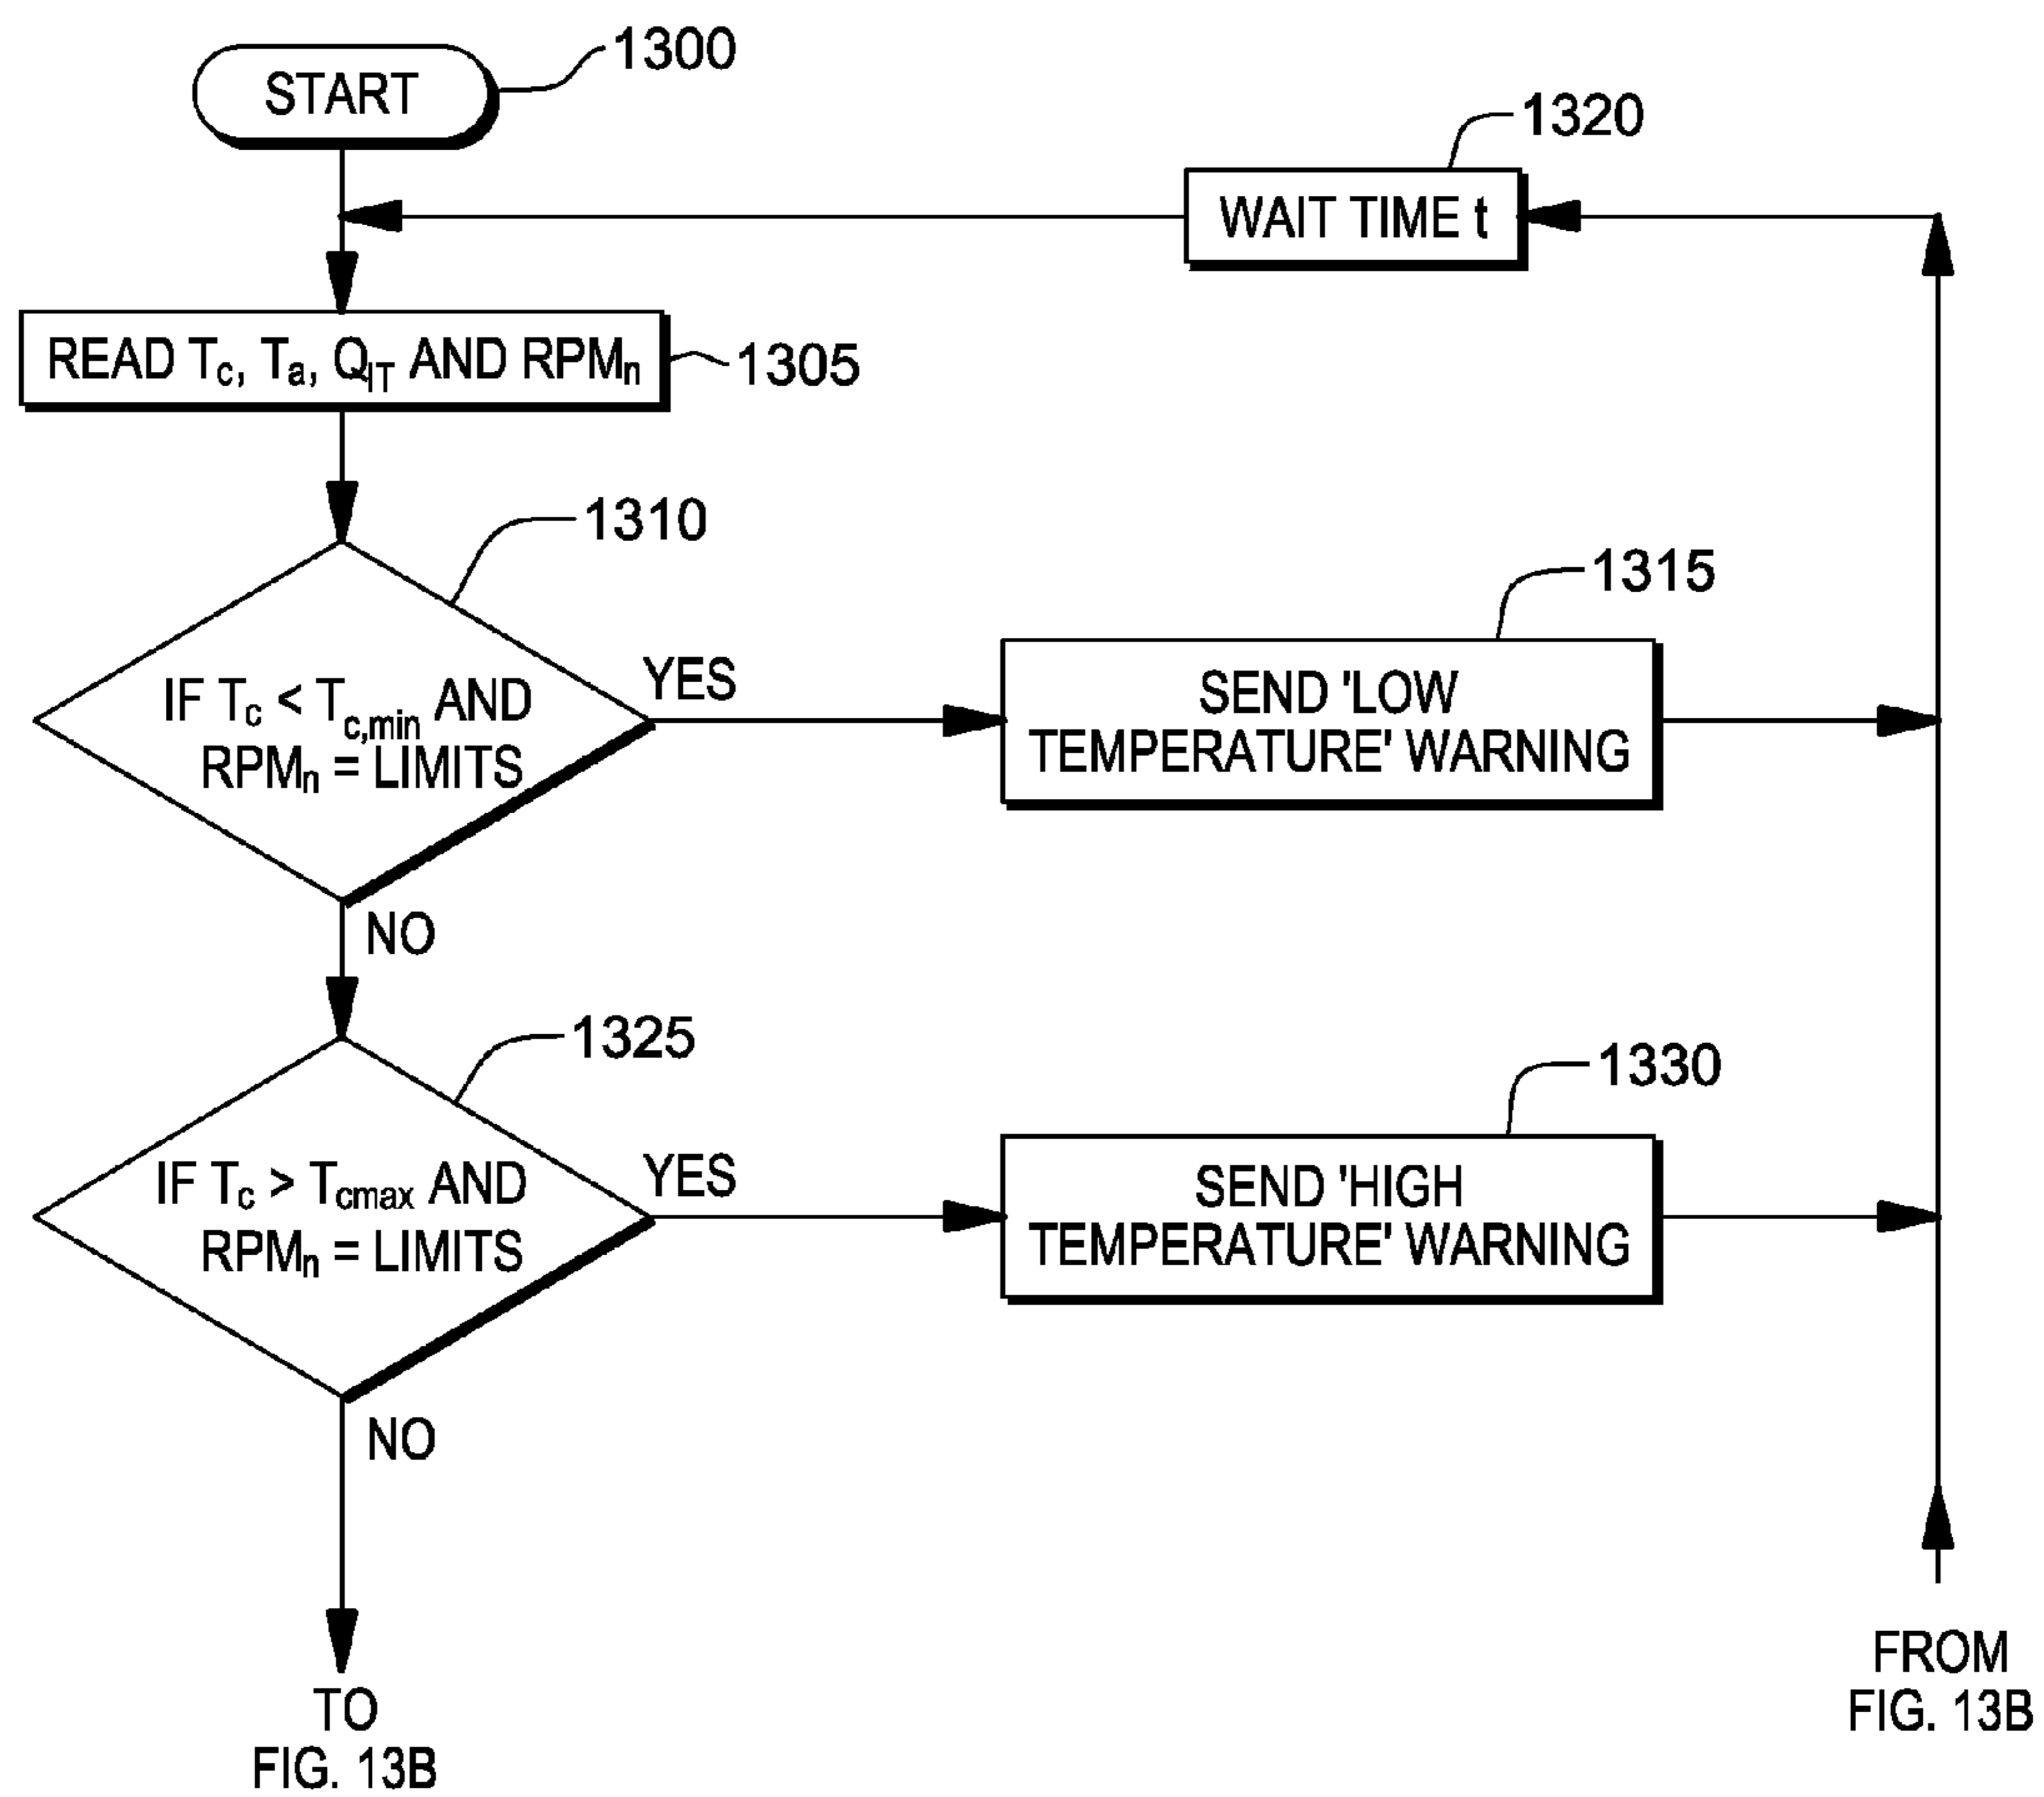 START
1300
1320
WAIT TIME t
READ Tc, Ta, QIT AND RPMn
1305
1310
IF Tc < Tc,min AND
RPMn = LIMITS
YES
1315
SEND 'LOW
TEMPERATURE' WARNING
NO
1325
IF Tc > Tcmax AND
RPMn = LIMITS
YES
1330
SEND 'HIGH
TEMPERATURE' WARNING
NO
TO
FIG. 13B
FROM
FIG. 13B